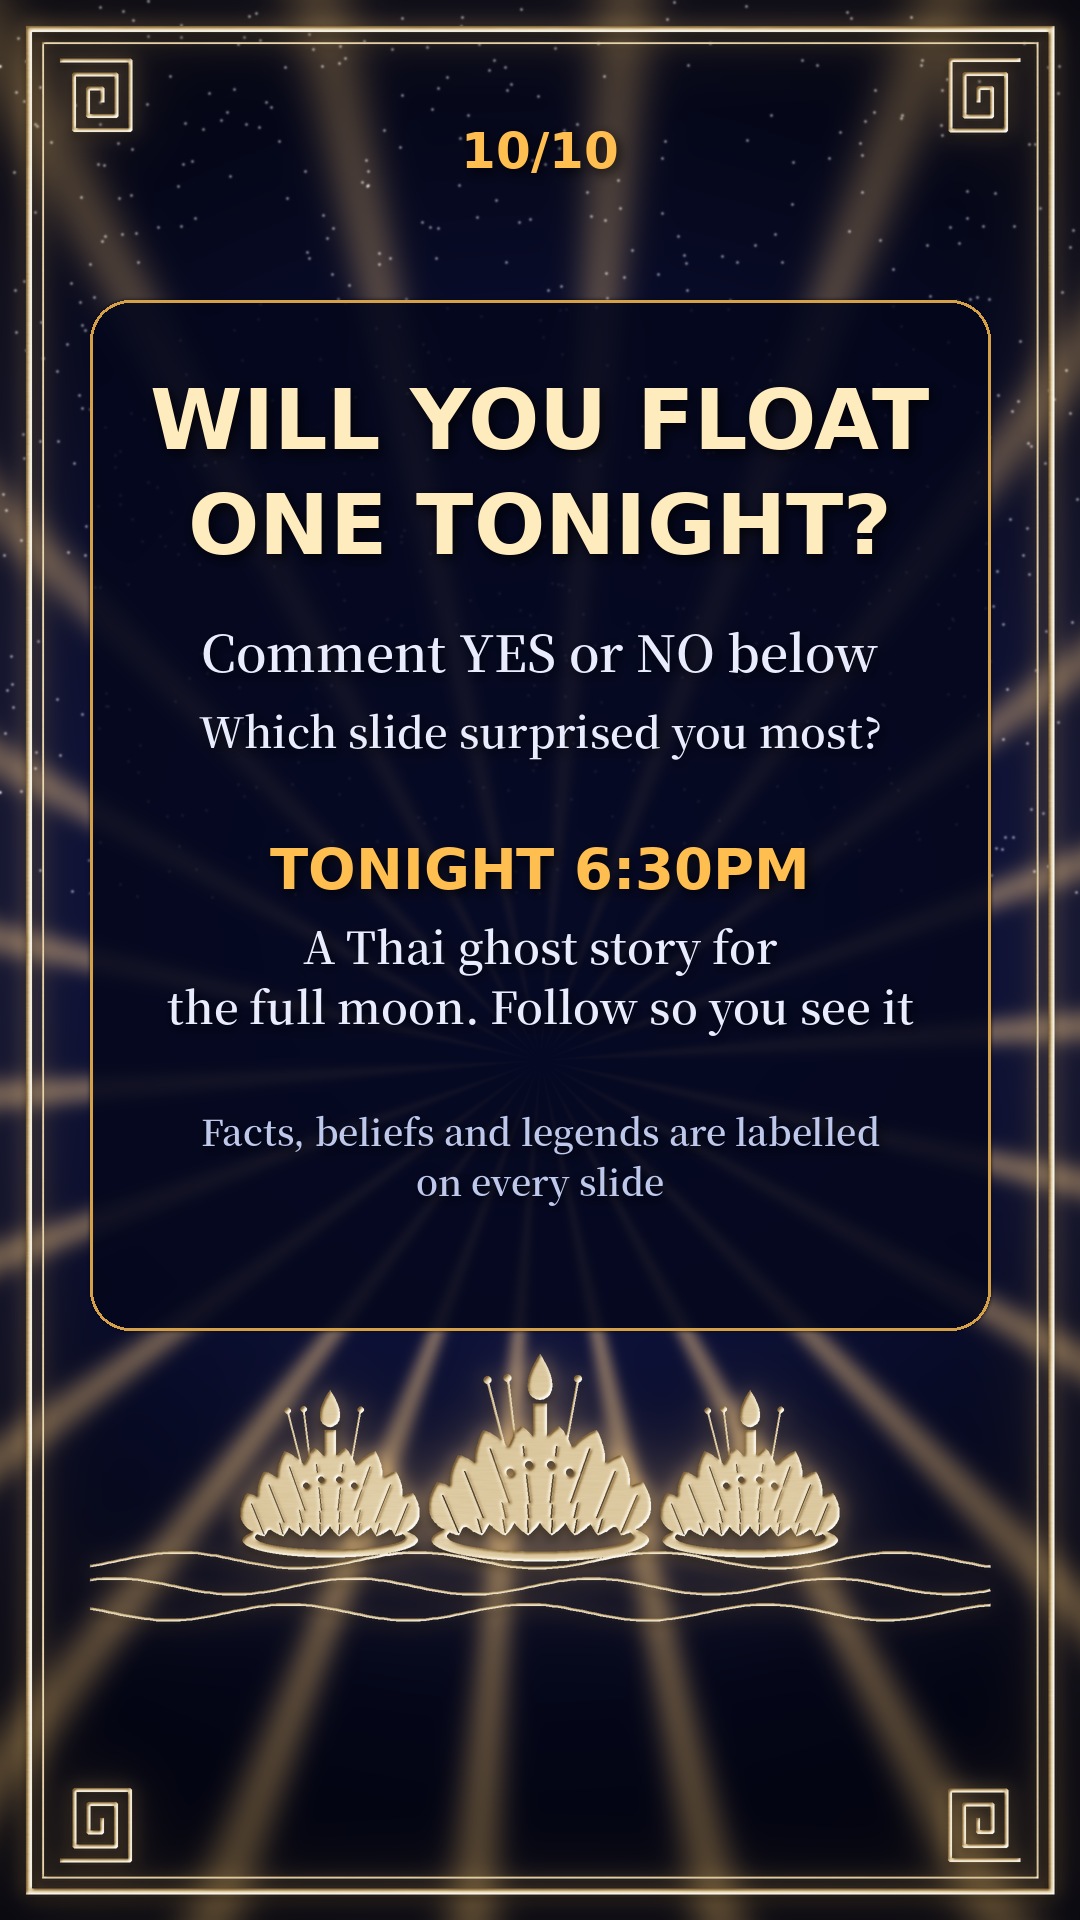 10/10
WILL YOU FLOAT
ONE TONIGHT?
Comment YES or NO below
Which slide surprised you most?
TONIGHT 6:30PM
A Thai ghost story for
the full moon. Follow so you see it
Facts, beliefs and legends are labelled
on every slide